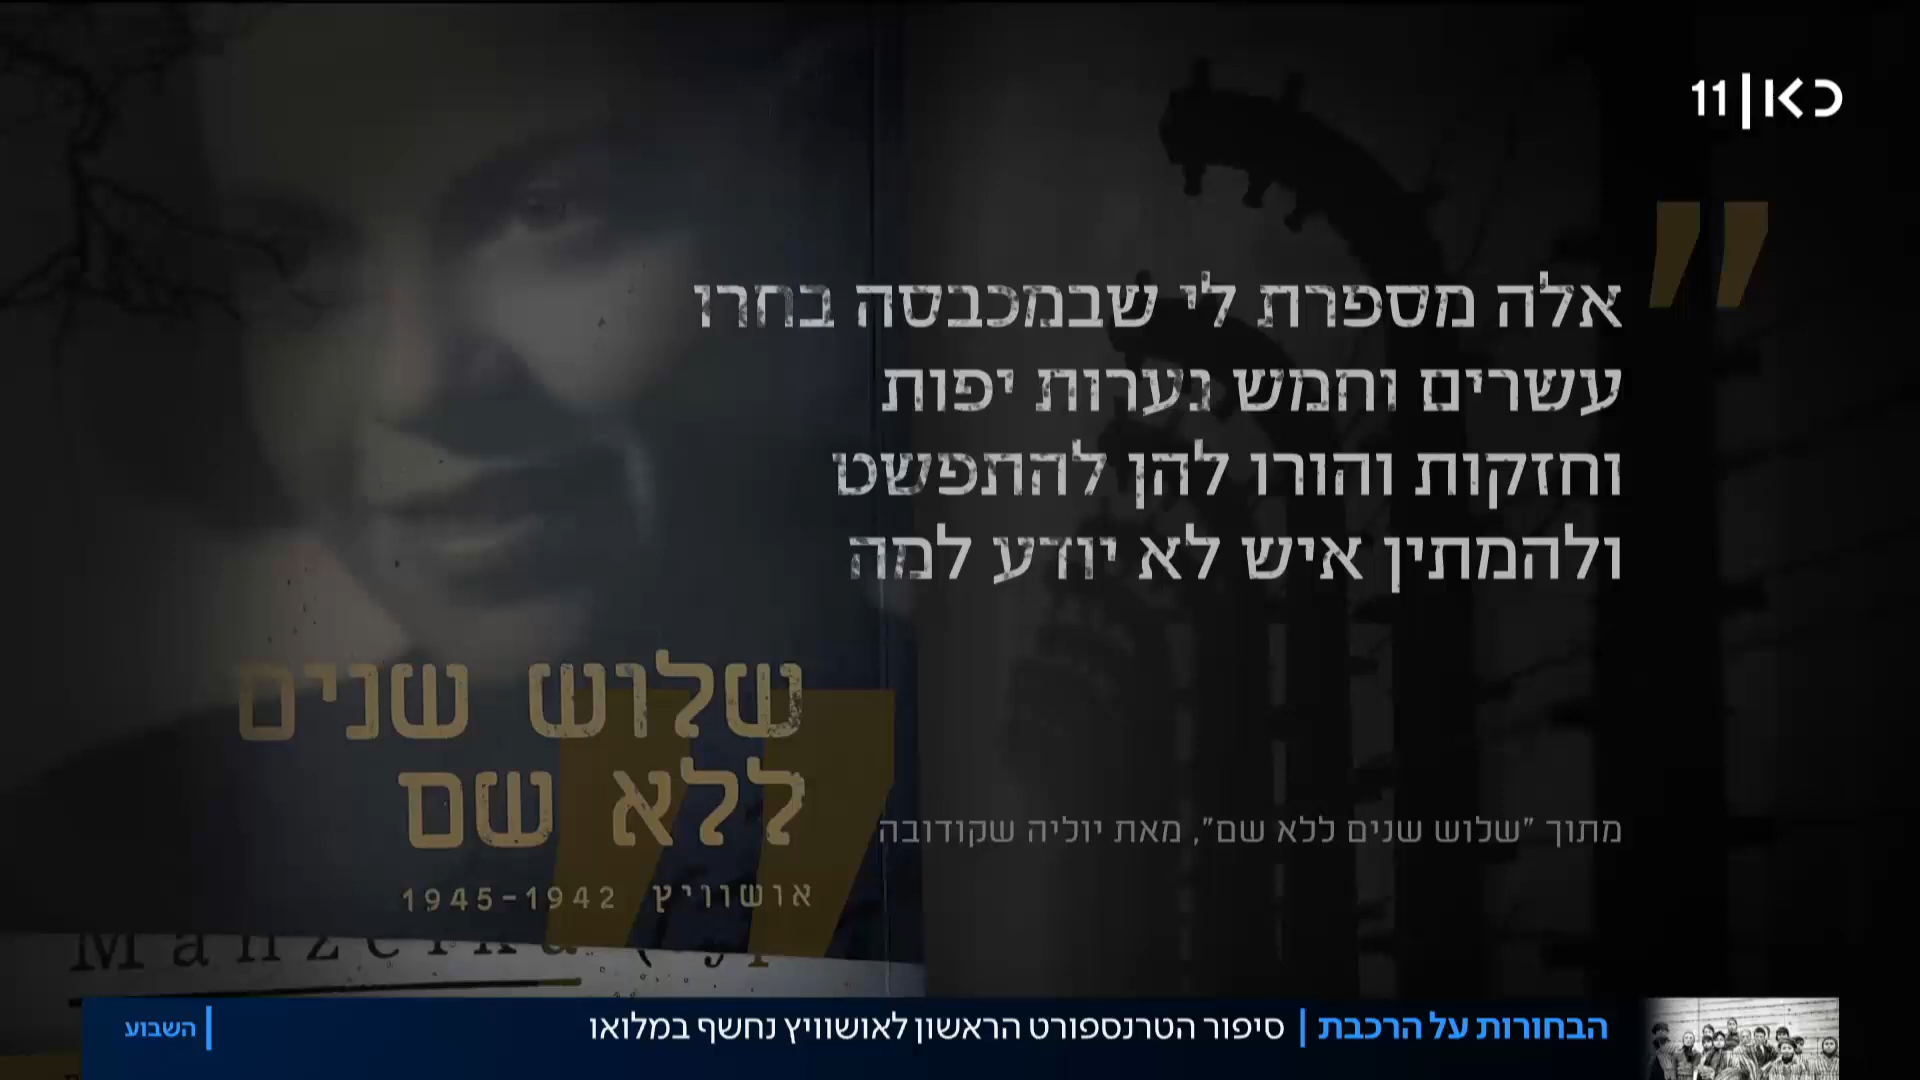 כאן 11
"
אלה מספרת לי שבמכבסה בחרו
עשרים וחמש נערות יפות
וחזקות והורו להן להתפשט
ולהמתין איש לא יודע למה
"
מתוך "שלוש שנים ללא שם", מאת יוליה שקודובה
שלוש שנים
ללא שם
אושוויץ 1942-1945
הבחורות על הרכבת | סיפור הטרנספורט הראשון לאושוויץ נחשף במלואו
השבוע